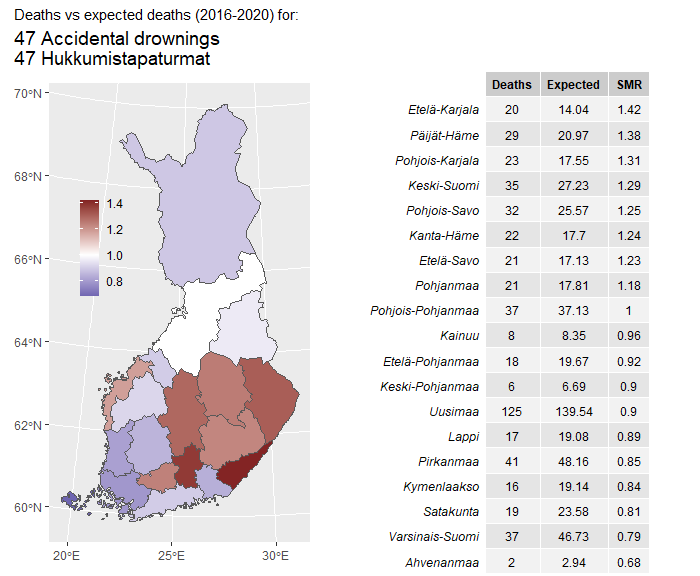 Deaths vs expected deaths (2016-2020) for:
47 Accidental drownings
47 Hukkumistapaturmat
70°N
68°N
66°N
64°N
62°N
60°N
20°E 25°E 30°E
1.4
1.2
1.0
0.8
Deaths Expected SMR
Etelä-Karjala 20 14.04 1.42
Päijät-Häme 29 20.97 1.38
Pohjois-Karjala 23 17.55 1.31
Keski-Suomi 35 27.23 1.29
Pohjois-Savo 32 25.57 1.25
Kanta-Häme 22 17.7 1.24
Etelä-Savo 21 17.13 1.23
Pohjanmaa 21 17.81 1.18
Pohjois-Pohjanmaa 37 37.13 1
Kainuu 8 8.35 0.96
Etelä-Pohjanmaa 18 19.67 0.92
Keski-Pohjanmaa 6 6.69 0.9
Uusimaa 125 139.54 0.9
Lappi 17 19.08 0.89
Pirkanmaa 41 48.16 0.85
Kymenlaakso 16 19.14 0.84
Satakunta 19 23.58 0.81
Varsinais-Suomi 37 46.73 0.79
Ahvenanmaa 2 2.94 0.68